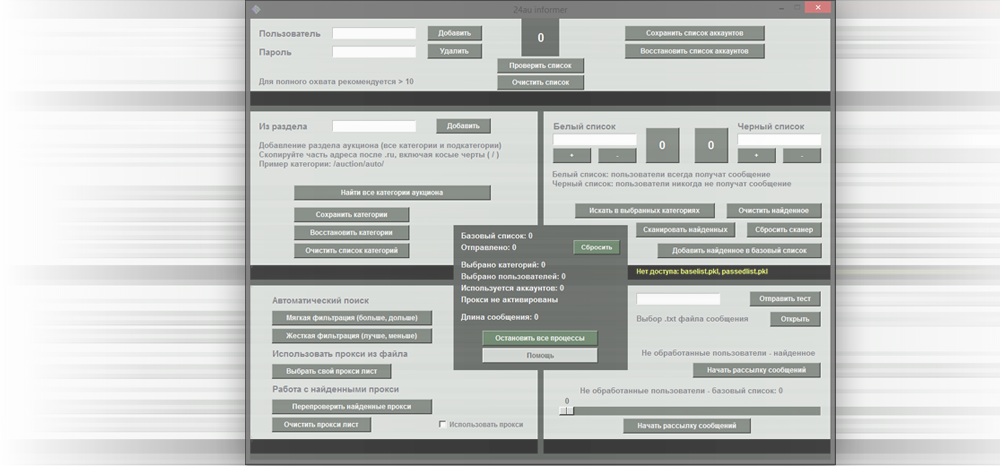 24au informer
Пользователь
Добавить
0
Сохранить список аккаунтов
Пароль
Удалить
Восстановить список аккаунтов
Проверить список
Для полного охвата рекомендуется > 10
Очистить список
Из раздела
Добавить
Добавление раздела аукциона (все категории и подкатегории)
Скопируйте часть адреса после .ru, включая косые черты ( / )
Пример категории: /auction/auto/
Найти все категории аукциона
Сохранить категории
Восстановить категории
Очистить список категорий
Белый список
Черный список
+ - 0 0 + -
Белый список: пользователи всегда получат сообщение
Черный список: пользователи никогда не получат сообщение
Искать в выбранных категориях
Очистить найденное
Сканировать найденных
Сбросить сканер
Добавить найденное в базовый список
Нет доступа: baselist.pkl, passedlist.pkl
Базовый список: 0
Отправлено: 0
Сбросить
Выбрано категорий: 0
Выбрано пользователей: 0
Используется аккаунтов: 0
Прокси не активированы
Длина сообщения: 0
Остановить все процессы
Помощь
Автоматический поиск
Мягкая фильтрация (больше, дольше)
Жесткая фильтрация (лучше, меньше)
Использовать прокси из файла
Выбрать свой прокси лист
Работа с найденными прокси
Перепроверить найденные прокси
Очистить прокси лист
Использовать прокси
Отправить тест
Выбор .txt файла сообщения
Открыть
Не обработанные пользователи - найденное
Начать рассылку сообщений
Не обработанные пользователи - базовый список: 0
0
Начать рассылку сообщений